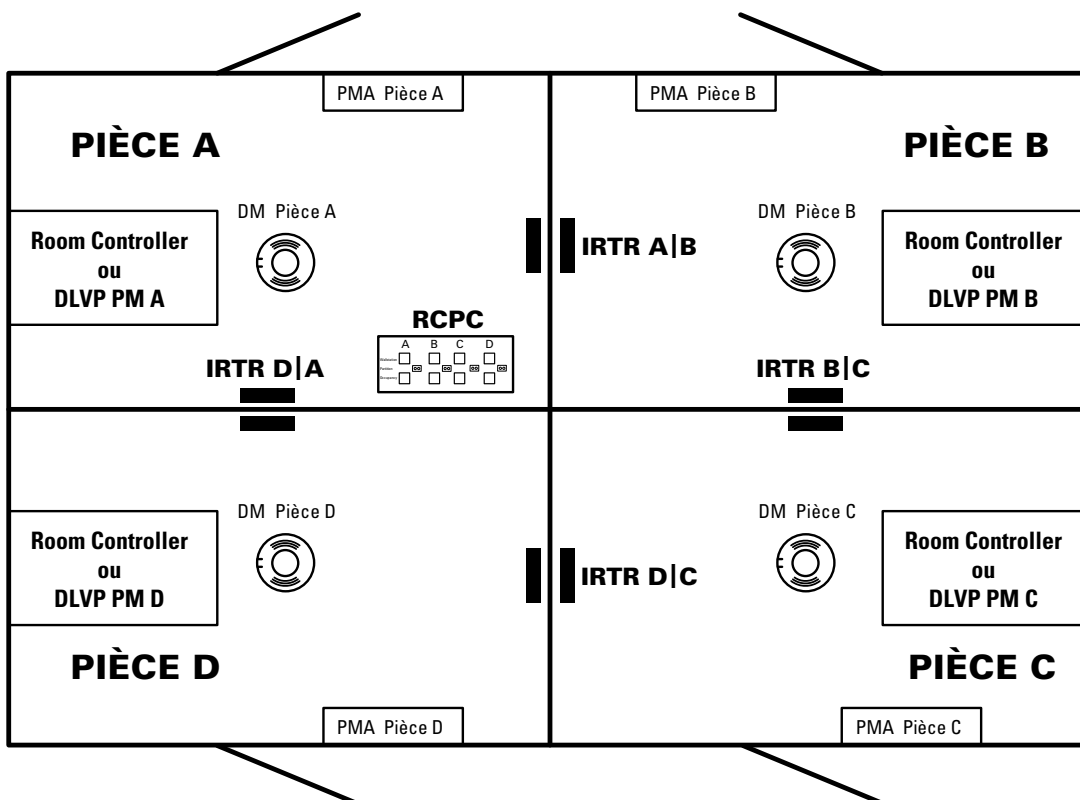 PMA Pièce A
PMA Pièce B
PIÈCE A
PIÈCE B
DM Pièce A
DM Pièce B
Room Controller
ou
DLVP PM A
IRTR A|B
Room Controller
ou
DLVP PM B
RCPC
A B C D
IRTR D|A
IRTR B|C
DM Pièce D
DM Pièce C
Room Controller
ou
DLVP PM D
IRTR D|C
Room Controller
ou
DLVP PM C
PIÈCE D
PIÈCE C
PMA Pièce D
PMA Pièce C